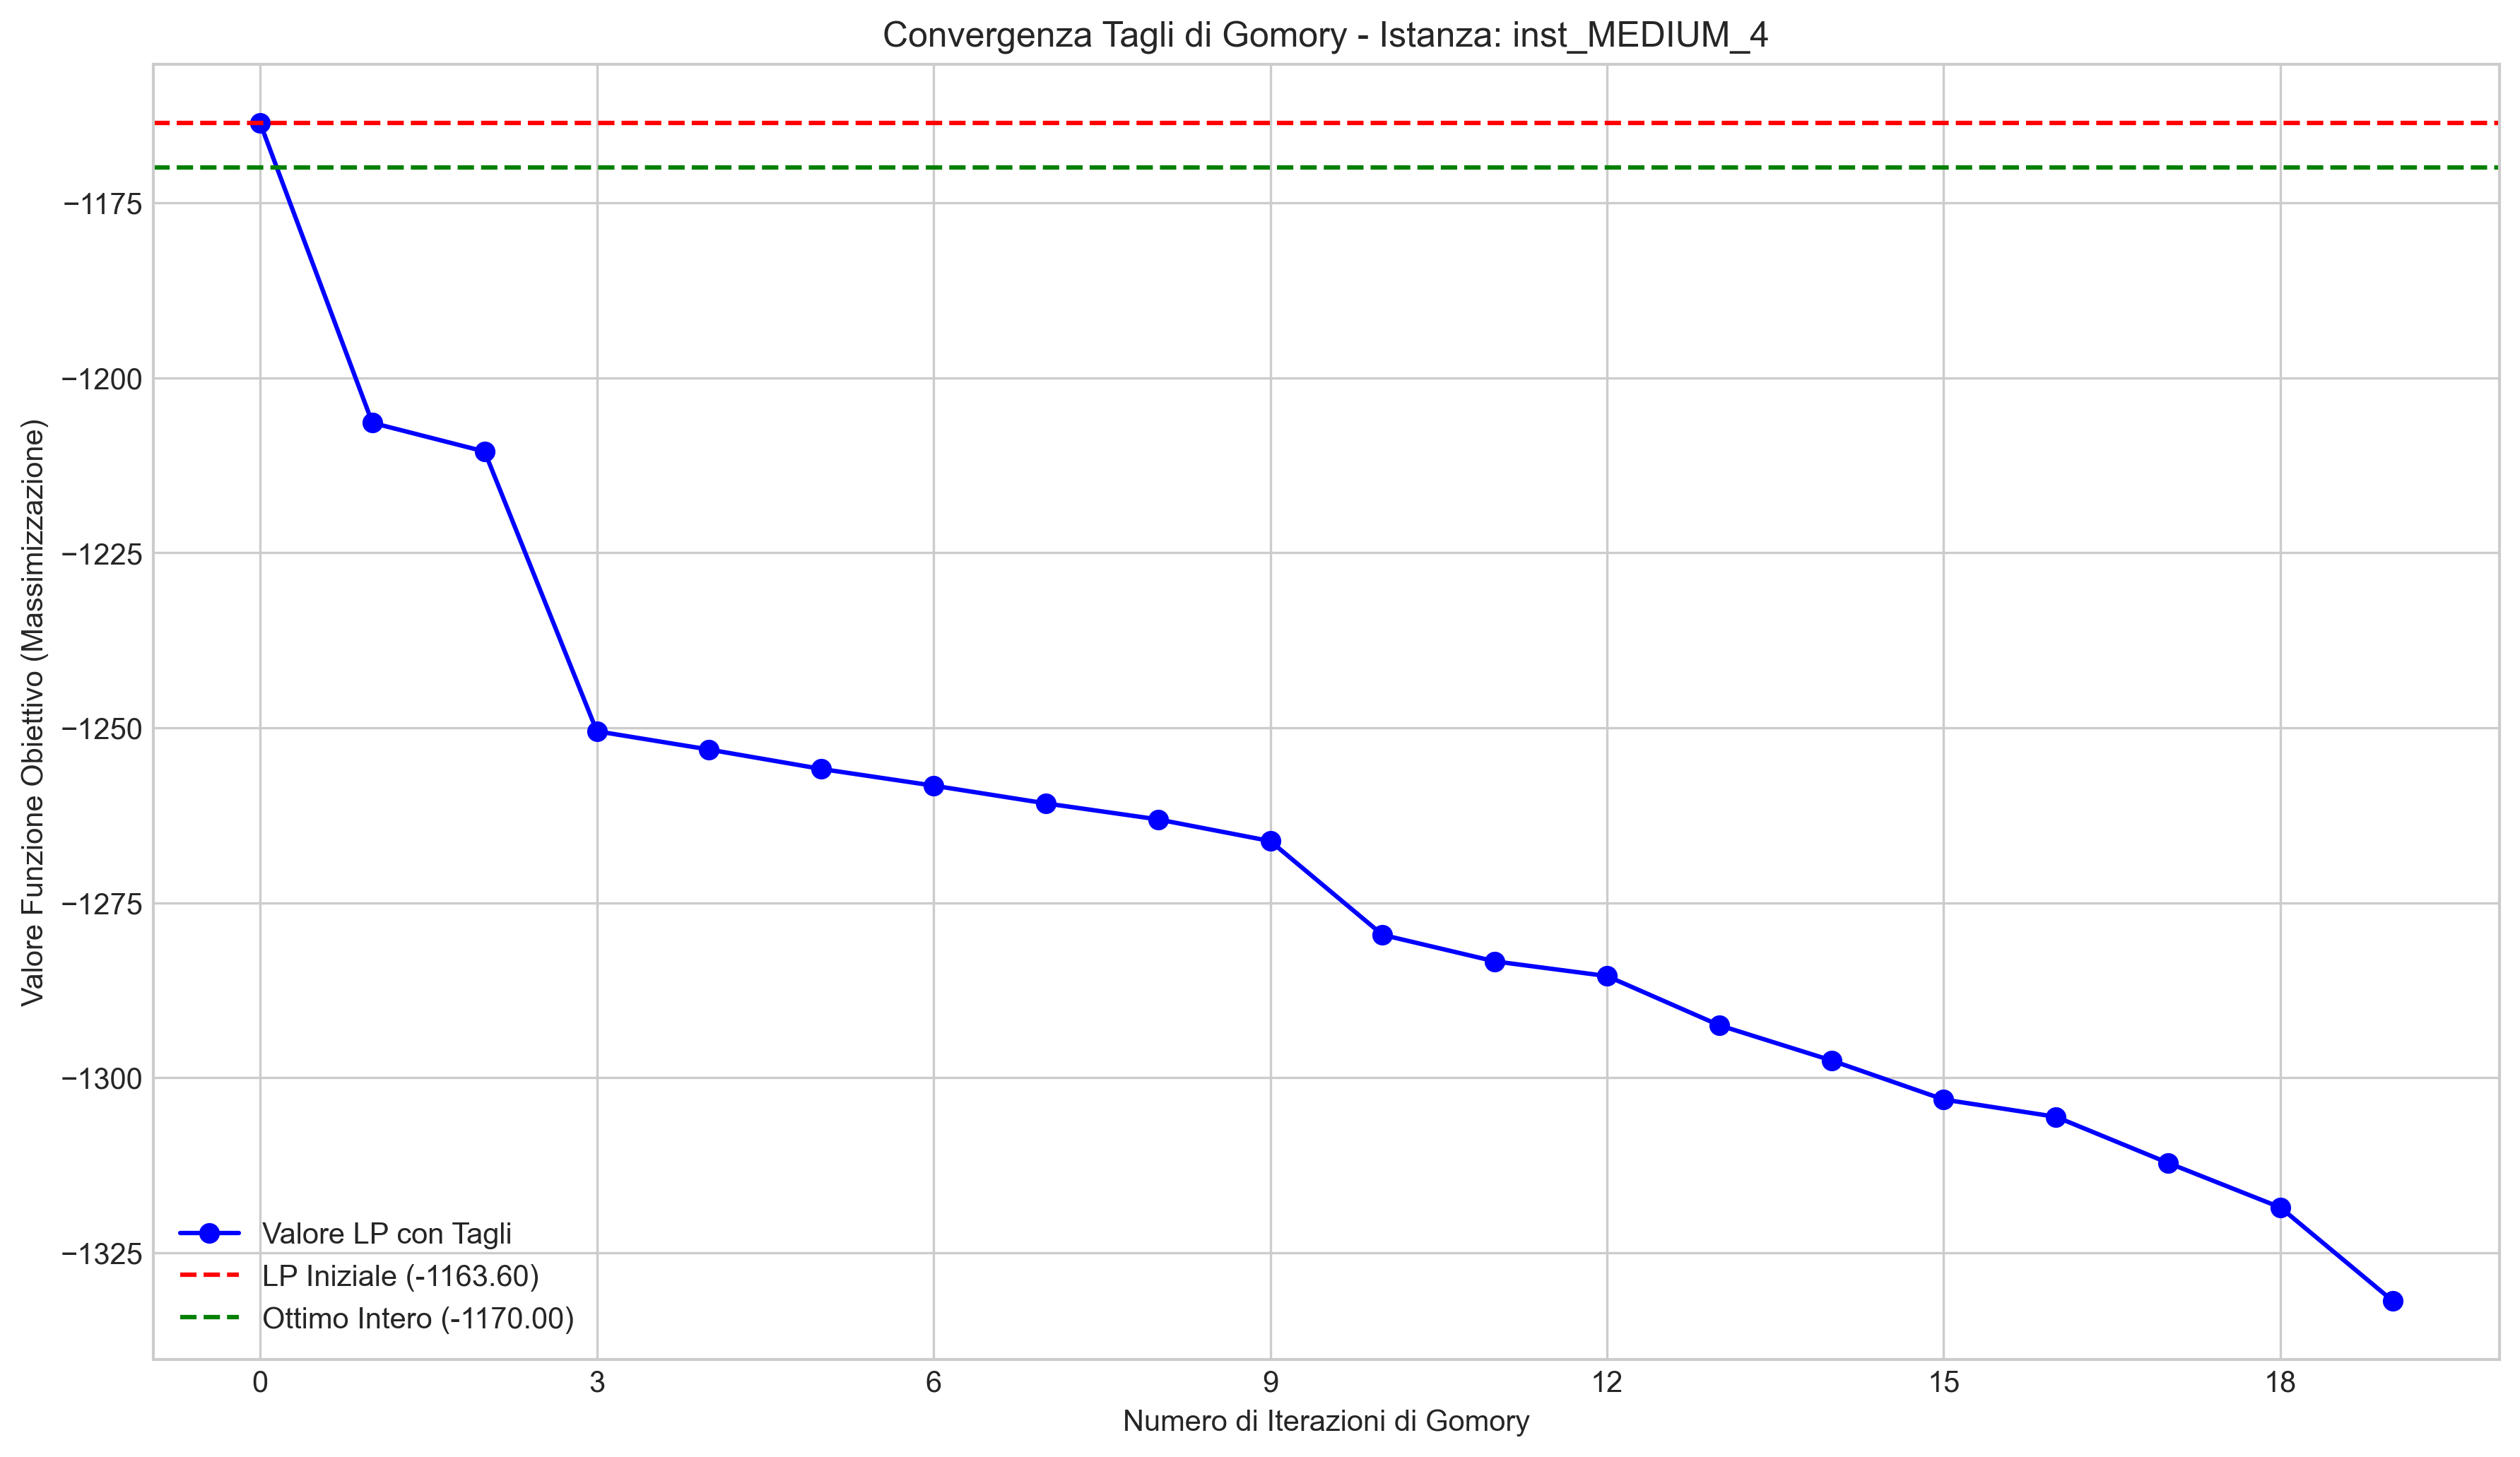 Convergenza Tagli di Gomory - Istanza: inst_MEDIUM_4
Valore Funzione Obiettivo (Massimizzazione)
−1175
−1200
−1225
−1250
−1275
−1300
−1325
Valore LP con Tagli
LP Iniziale (-1163.60)
Ottimo Intero (-1170.00)
0 3 6 9 12 15 18
Numero di Iterazioni di Gomory